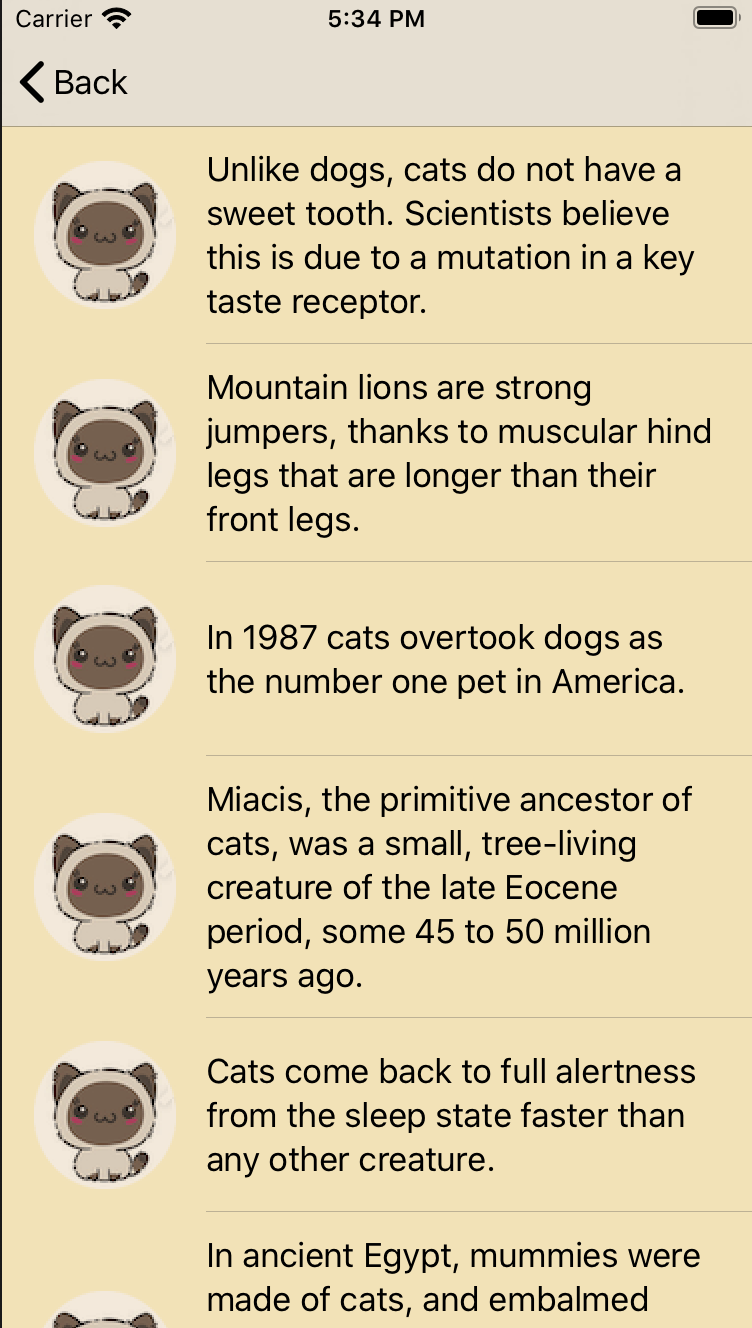 Carrier 5:34 PM
Back
Unlike dogs, cats do not have a
sweet tooth. Scientists believe
this is due to a mutation in a key
taste receptor.
Mountain lions are strong
jumpers, thanks to muscular hind
legs that are longer than their
front legs.
In 1987 cats overtook dogs as
the number one pet in America.
Miacis, the primitive ancestor of
cats, was a small, tree-living
creature of the late Eocene
period, some 45 to 50 million
years ago.
Cats come back to full alertness
from the sleep state faster than
any other creature.
In ancient Egypt, mummies were
made of cats, and embalmed